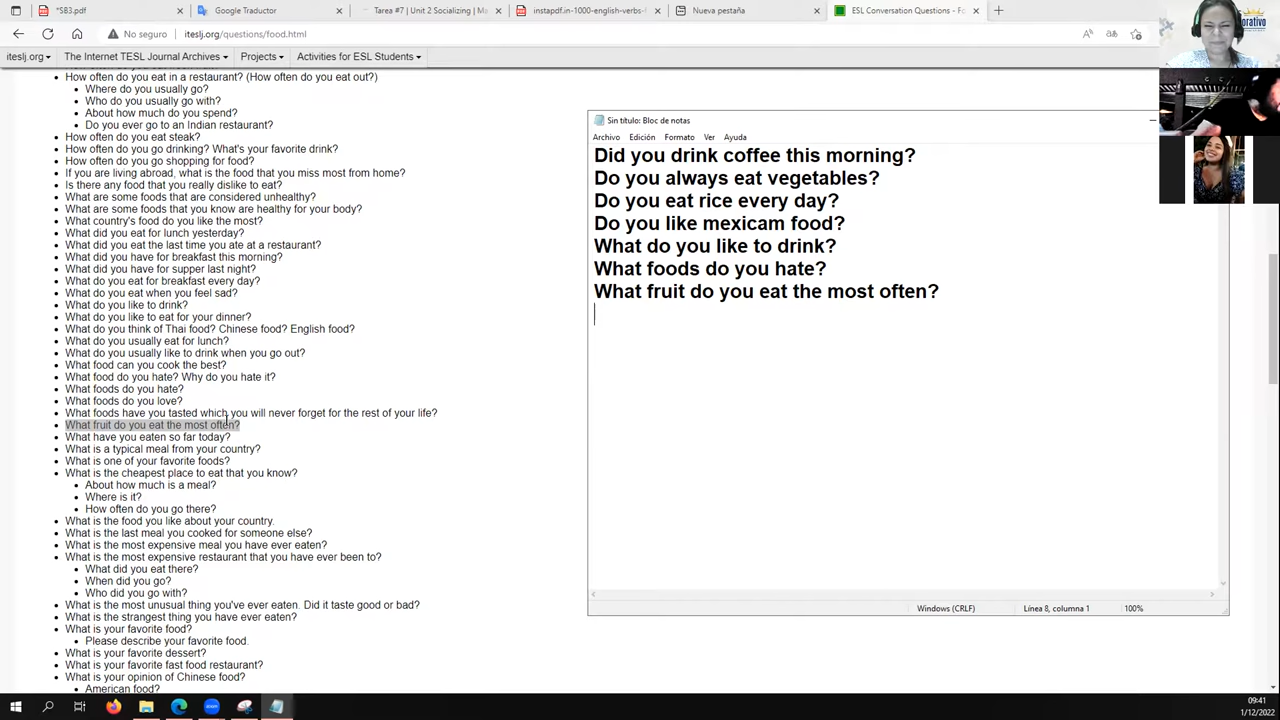 *SB3.pdf
Google Traductor
Tarea #7 | Unit 2 Socializing | Ma
instapdf.in-1000-english-verbs-f
Nueva pestaña
ESL Conversation Questions - Fo
No seguro
iteslj.org/questions/food.html
orativo
iteslj.org
The Internet TESL Journal Archives
Projects
Activities for ESL Students
How often do you eat in a restaurant? (How often do you eat out?)
Where do you usually go?
Who do you usually go with?
About how much do you spend?
Do you ever go to an Indian restaurant?
How often do you eat steak?
How often do you go drinking? What's your favorite drink?
How often do you go shopping for food?
If you are living abroad, what is the food that you miss most from home?
Is there any food that you really dislike to eat?
What are some foods that are considered unhealthy?
What are some foods that you know are healthy for your body?
What country's food do you like the most?
What did you eat for lunch yesterday?
What did you eat the last time you ate at a restaurant?
What did you have for breakfast this morning?
What did you have for supper last night?
What do you eat for breakfast every day?
What do you eat when you feel sad?
What do you like to drink?
What do you like to eat for your dinner?
What do you think of Thai food? Chinese food? English food?
What do you usually eat for lunch?
What do you usually like to drink when you go out?
What food can you cook the best?
What food do you hate? Why do you hate it?
What foods do you hate?
What foods do you love?
What foods have you tasted which you will never forget for the rest of your life?
What fruit do you eat the most often?
What have you eaten so far today?
What is a typical meal from your country?
What is one of your favorite foods?
What is the cheapest place to eat that you know?
About how much is a meal?
Where is it?
How often do you go there?
What is the food you like about your country.
What is the last meal you cooked for someone else?
What is the most expensive meal you have ever eaten?
What is the most expensive restaurant that you have ever been to?
What did you eat there?
When did you go?
Who did you go with?
What is the most unusual thing you've ever eaten. Did it taste good or bad?
What is the strangest thing you have ever eaten?
What is your favorite food?
Please describe your favorite food.
What is your favorite dessert?
What is your favorite fast food restaurant?
What is your opinion of Chinese food?
American food?
Sin título: Bloc de notas
Archivo Edición Formato Ver Ayuda
Did you drink coffee this morning?
Do you always eat vegetables?
Do you eat rice every day?
Do you like mexicam food?
What do you like to drink?
What foods do you hate?
What fruit do you eat the most often?
Windows (CRLF)
Línea 8, columna 1
100%
09:41
1/12/2022